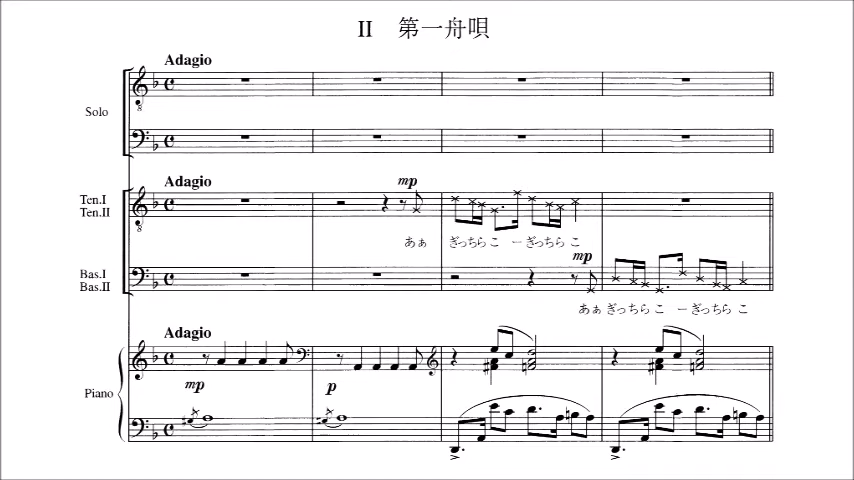 II 第一舟唄
Adagio
Solo
Adagio
mp
Ten.I
Ten.II
あぁ ぎっちらこ ーぎっちらこ
mp
Bas.I
Bas.II
あぁ ぎっちらこ ーぎっちらこ
Adagio
mp
p
Piano